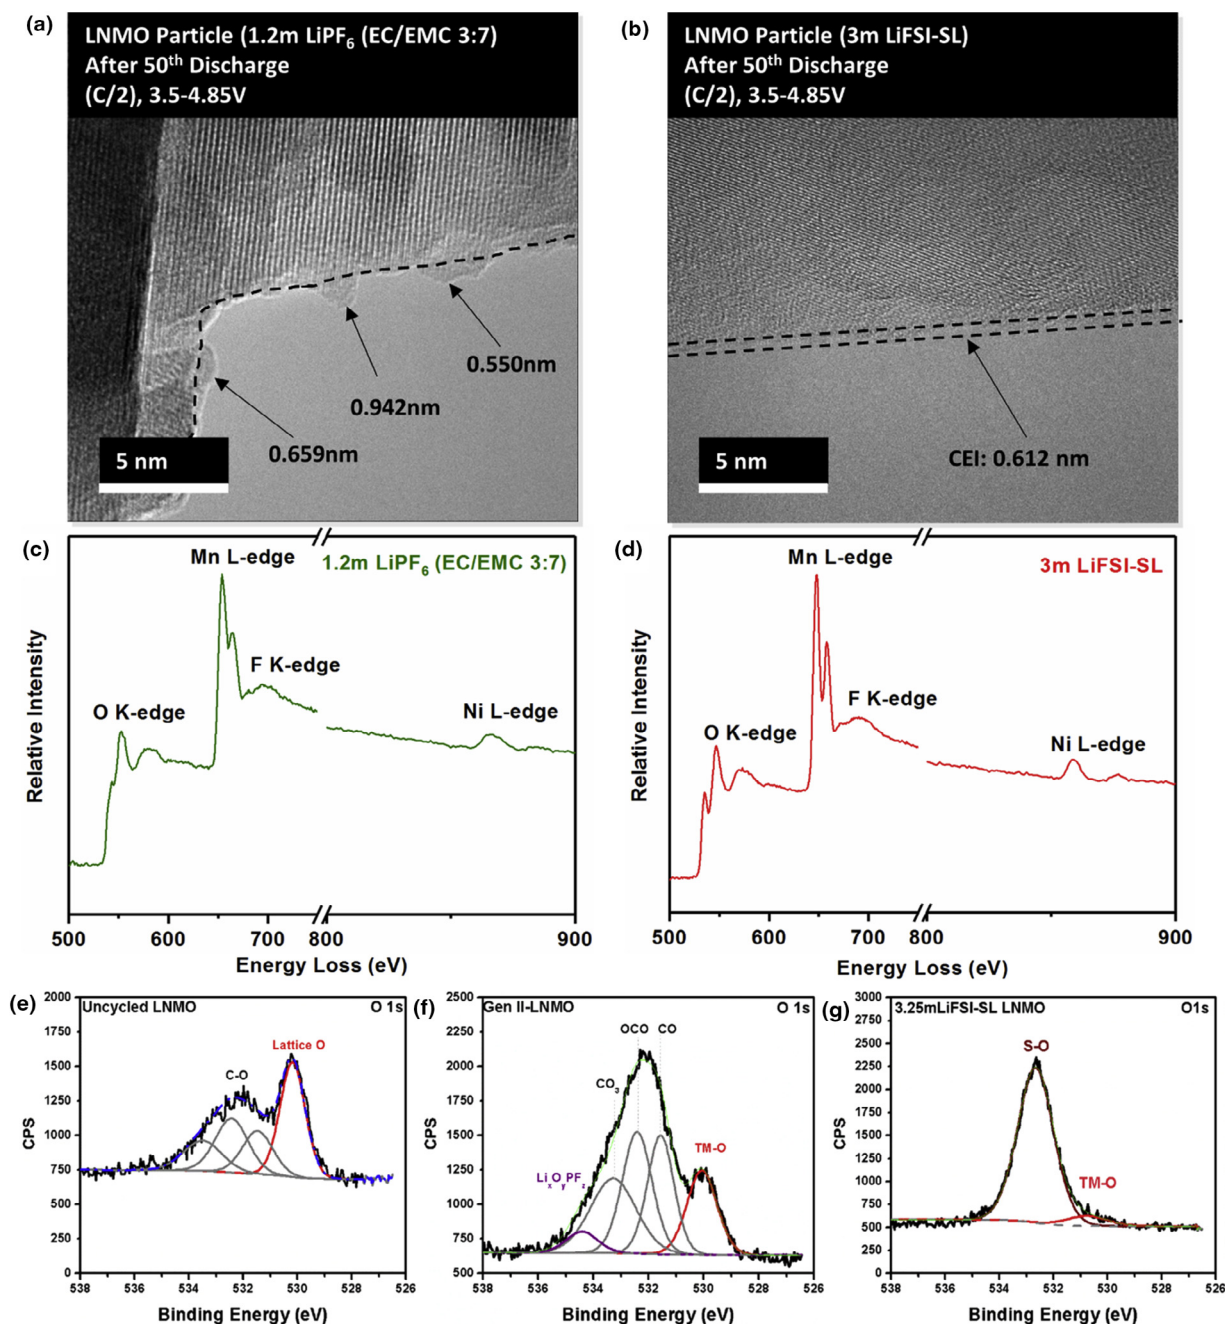 (a)
LNMO Particle (1.2m LiPF6 (EC/EMC 3:7)
After 50th Discharge
(C/2), 3.5-4.85V
0.550nm
0.942nm
0.659nm
5 nm
(b)
LNMO Particle (3m LiFSI-SL)
After 50th Discharge
(C/2), 3.5-4.85V
CEI: 0.612 nm
5 nm
(c)
Mn L-edge
1.2m LiPF6 (EC/EMC 3:7)
F K-edge
O K-edge
Ni L-edge
Relative Intensity
500 600 700 800 900
Energy Loss (eV)
(d)
Mn L-edge
3m LiFSI-SL
F K-edge
O K-edge
Ni L-edge
Relative Intensity
500 600 700 800 900
Energy Loss (eV)
(e)
Uncycled LNMO
O 1s
Lattice O
C-O
CPS
2000
1750
1500
1250
1000
750
500
250
0
538 536 534 532 530 528 526
Binding Energy (eV)
(f)
Gen II-LNMO
O 1s
OCO
CO
CO3
TM-O
LixOyPFz
CPS
2500
2250
2000
1750
1500
1250
1000
750
500
538 536 534 532 530 528 526
Binding Energy (eV)
(g)
3.25mLiFSI-SL LNMO
O1s
S-O
TM-O
CPS
3000
2750
2500
2250
2000
1750
1500
1250
1000
750
500
250
0
538 536 534 532 530 528 526
Binding Energy (eV)